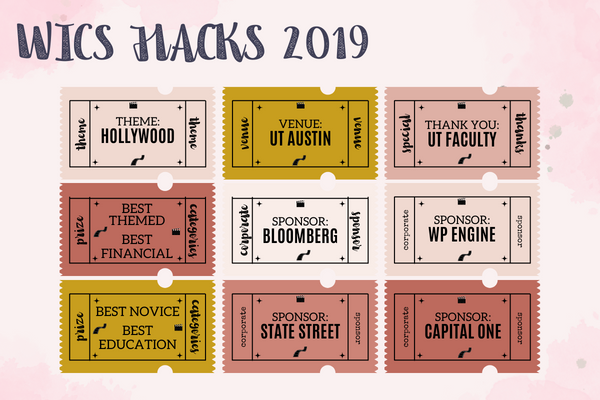 WICS HACKS 2019
theme
THEME:
HOLLYWOOD
theme
venue
VENUE:
UT AUSTIN
venue
special
THANK YOU:
UT FACULTY
thanks
prize
BEST
THEMED
BEST
FINANCIAL
categories
corporate
SPONSOR:
BLOOMBERG
sponsor
corporate
SPONSOR:
WP ENGINE
sponsor
prize
BEST NOVICE
BEST
EDUCATION
categories
corporate
SPONSOR:
STATE STREET
sponsor
corporate
SPONSOR:
CAPITAL ONE
sponsor